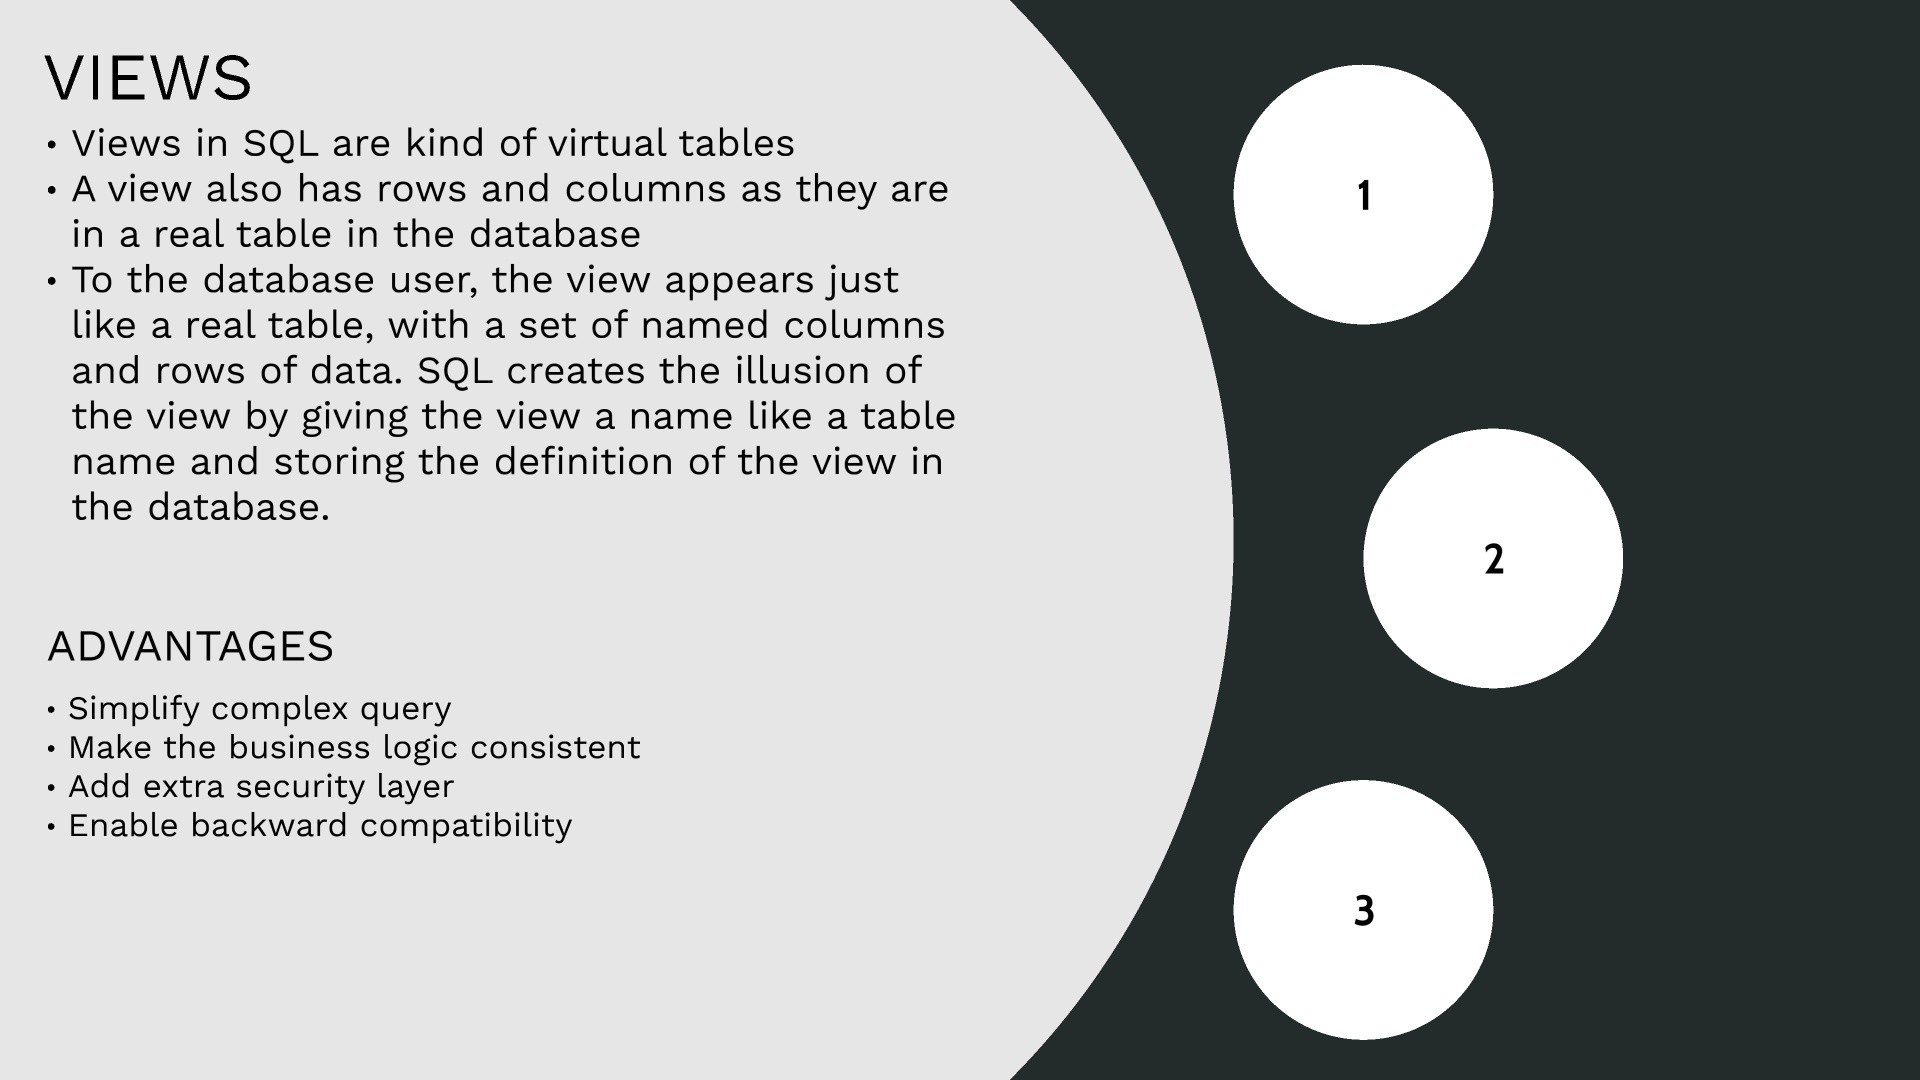 VIEWS
• Views in SQL are kind of virtual tables
• A view also has rows and columns as they are
in a real table in the database
• To the database user, the view appears just
like a real table, with a set of named columns
and rows of data. SQL creates the illusion of
the view by giving the view a name like a table
name and storing the definition of the view in
the database.
ADVANTAGES
• Simplify complex query
• Make the business logic consistent
• Add extra security layer
• Enable backward compatibility
1
2
3